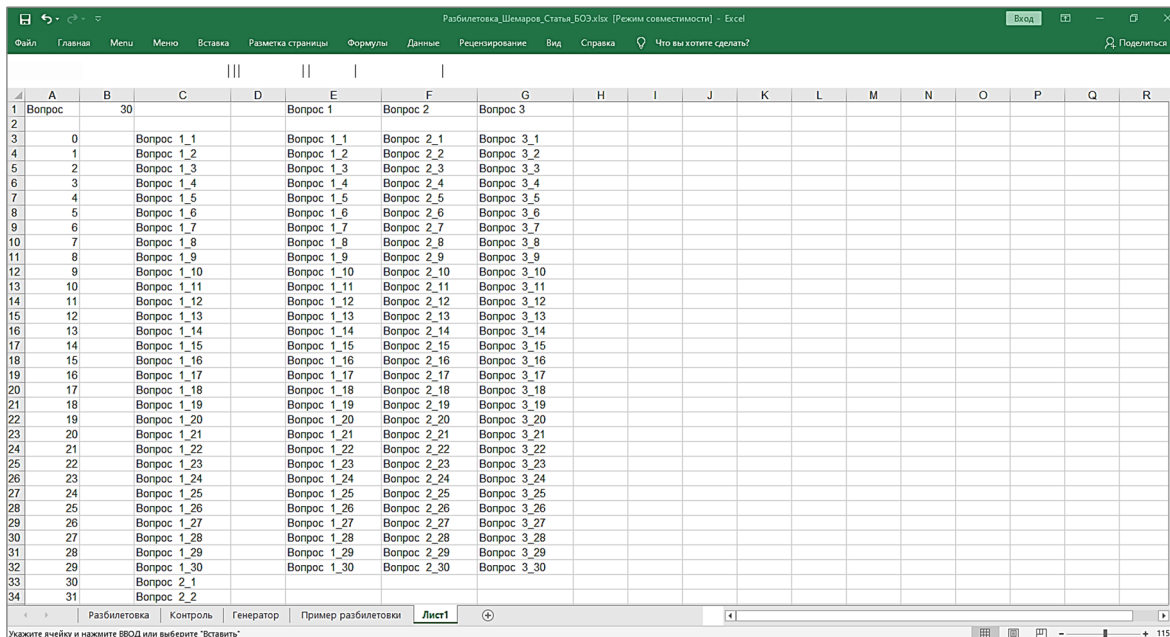 Разбилетовка_Шемаров_Статья_БОЭ.xlsx [Режим совместимости] - Excel Вход
Файл Главная Menu Меню Вставка Разметка страницы Формулы Данные Рецензирование Вид Справка Что вы хотите сделать? Поделиться
A B C D E F G H I J K L M N O P Q R
1 Вопрос 30 Вопрос 1 Вопрос 2 Вопрос 3
2
3 0 Вопрос 1_1 Вопрос 1_1 Вопрос 2_1 Вопрос 3_1
4 1 Вопрос 1_2 Вопрос 1_2 Вопрос 2_2 Вопрос 3_2
5 2 Вопрос 1_3 Вопрос 1_3 Вопрос 2_3 Вопрос 3_3
6 3 Вопрос 1_4 Вопрос 1_4 Вопрос 2_4 Вопрос 3_4
7 4 Вопрос 1_5 Вопрос 1_5 Вопрос 2_5 Вопрос 3_5
8 5 Вопрос 1_6 Вопрос 1_6 Вопрос 2_6 Вопрос 3_6
9 6 Вопрос 1_7 Вопрос 1_7 Вопрос 2_7 Вопрос 3_7
10 7 Вопрос 1_8 Вопрос 1_8 Вопрос 2_8 Вопрос 3_8
11 8 Вопрос 1_9 Вопрос 1_9 Вопрос 2_9 Вопрос 3_9
12 9 Вопрос 1_10 Вопрос 1_10 Вопрос 2_10 Вопрос 3_10
13 10 Вопрос 1_11 Вопрос 1_11 Вопрос 2_11 Вопрос 3_11
14 11 Вопрос 1_12 Вопрос 1_12 Вопрос 2_12 Вопрос 3_12
15 12 Вопрос 1_13 Вопрос 1_13 Вопрос 2_13 Вопрос 3_13
16 13 Вопрос 1_14 Вопрос 1_14 Вопрос 2_14 Вопрос 3_14
17 14 Вопрос 1_15 Вопрос 1_15 Вопрос 2_15 Вопрос 3_15
18 15 Вопрос 1_16 Вопрос 1_16 Вопрос 2_16 Вопрос 3_16
19 16 Вопрос 1_17 Вопрос 1_17 Вопрос 2_17 Вопрос 3_17
20 17 Вопрос 1_18 Вопрос 1_18 Вопрос 2_18 Вопрос 3_18
21 18 Вопрос 1_19 Вопрос 1_19 Вопрос 2_19 Вопрос 3_19
22 19 Вопрос 1_20 Вопрос 1_20 Вопрос 2_20 Вопрос 3_20
23 20 Вопрос 1_21 Вопрос 1_21 Вопрос 2_21 Вопрос 3_21
24 21 Вопрос 1_22 Вопрос 1_22 Вопрос 2_22 Вопрос 3_22
25 22 Вопрос 1_23 Вопрос 1_23 Вопрос 2_23 Вопрос 3_23
26 23 Вопрос 1_24 Вопрос 1_24 Вопрос 2_24 Вопрос 3_24
27 24 Вопрос 1_25 Вопрос 1_25 Вопрос 2_25 Вопрос 3_25
28 25 Вопрос 1_26 Вопрос 1_26 Вопрос 2_26 Вопрос 3_26
29 26 Вопрос 1_27 Вопрос 1_27 Вопрос 2_27 Вопрос 3_27
30 27 Вопрос 1_28 Вопрос 1_28 Вопрос 2_28 Вопрос 3_28
31 28 Вопрос 1_29 Вопрос 1_29 Вопрос 2_29 Вопрос 3_29
32 29 Вопрос 1_30 Вопрос 1_30 Вопрос 2_30 Вопрос 3_30
33 30 Вопрос 2_1
34 31 Вопрос 2_2
Разбилетовка Контроль Генератор Пример разбилетовки Лист1
Укажите ячейку и нажмите ВВОД или выберите "Вставить" 115